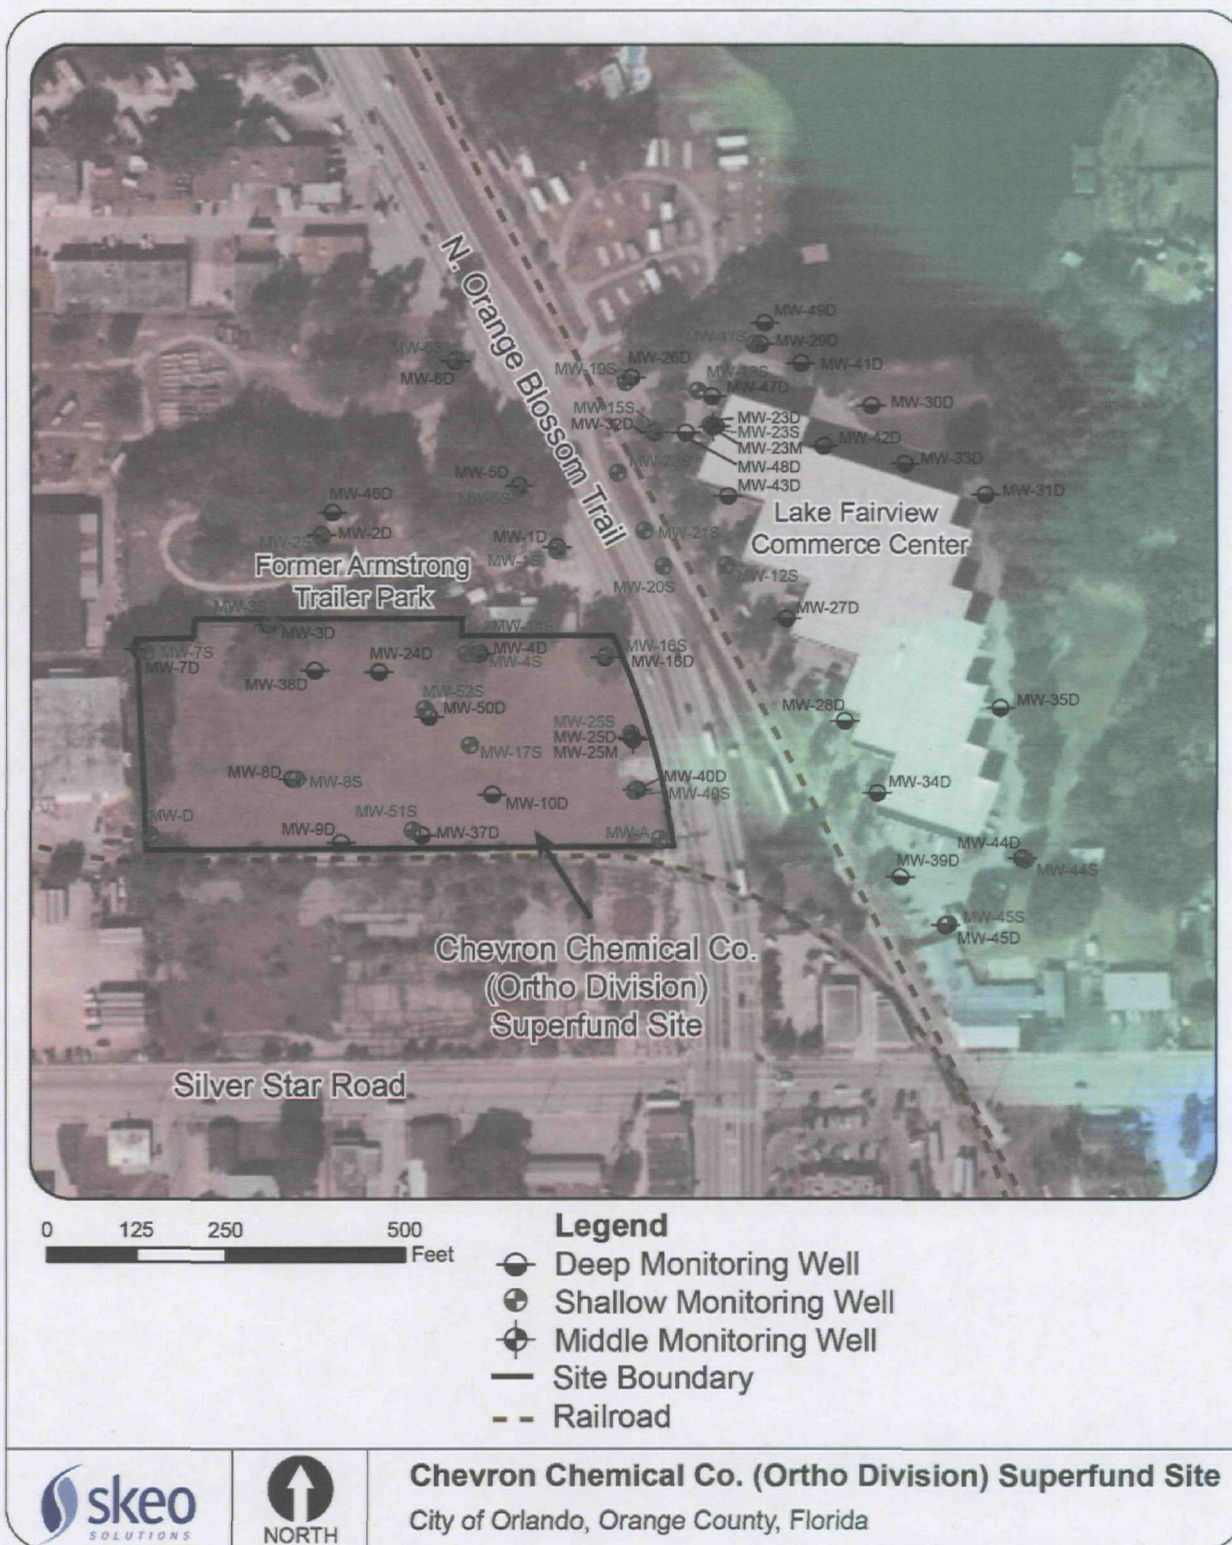 N. Orange Blossom Trail
MW-49D
MW-29D
MW-41D
MW-26D
MW-19S
MW-6D
MW-47D
MW-30D
MW-15S
MW-32D
MW-23D
MW-23S
MW-23M
MW-42D
MW-48D
MW-33D
MW-5D
MW-5S
MW-43D
MW-31D
MW-46D
Lake Fairview
Commerce Center
MW-21S
MW-2S
MW-2D
MW-1D
MW-1S
Former Armstrong
Trailer Park
MW-20S
MW-12S
MW-3S
MW-3D
MW-27D
MW-7S
MW-7D
MW-4D
MW-4S
MW-16S
MW-16D
MW-24D
MW-38D
MW-52S
MW-50D
MW-28D
MW-35D
MW-25S
MW-25D
MW-25M
MW-17S
MW-8D
MW-8S
MW-40D
MW-40S
MW-10D
MW-34D
MW-D
MW-51S
MW-9D
MW-37D
MW-A
MW-44D
MW-44S
MW-39D
MW-45S
MW-45D
Chevron Chemical Co.
(Ortho Division)
Superfund Site
Silver Star Road
0 125 250 500
Feet
Legend
Deep Monitoring Well
Shallow Monitoring Well
Middle Monitoring Well
Site Boundary
Railroad
skeo
SOLUTIONS
NORTH
Chevron Chemical Co. (Ortho Division) Superfund Site
City of Orlando, Orange County, Florida